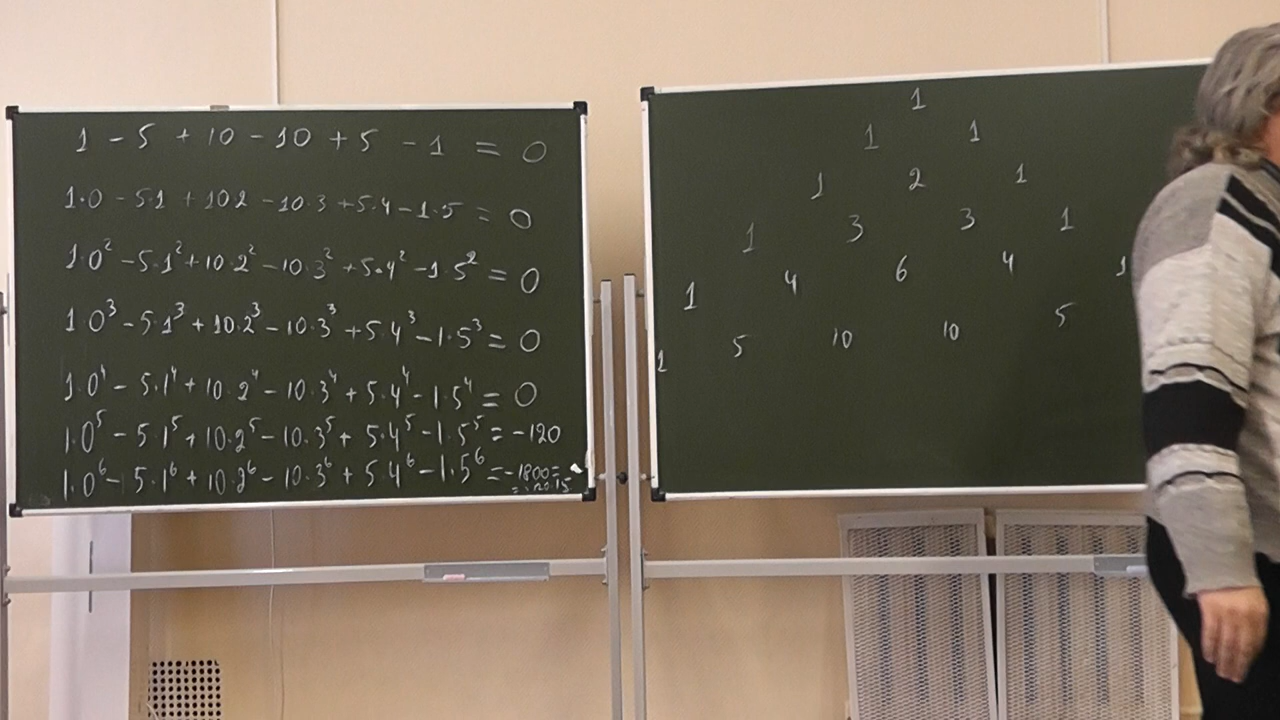 1 - 5 + 10 - 10 + 5 - 1 = 0
1·0 - 5·1 + 10·2 - 10·3 + 5·4 - 1·5 = 0
1·0² - 5·1² + 10·2² - 10·3² + 5·4² - 1·5² = 0
1·0³ - 5·1³ + 10·2³ - 10·3³ + 5·4³ - 1·5³ = 0
1·0⁴ - 5·1⁴ + 10·2⁴ - 10·3⁴ + 5·4⁴ - 1·5⁴ = 0
1·0⁵ - 5·1⁵ + 10·2⁵ - 10·3⁵ + 5·4⁵ - 1·5⁵ = -120
1·0⁶ - 5·1⁶ + 10·2⁶ - 10·3⁶ + 5·4⁶ - 1·5⁶ = -1800 =
1
1 1
1 2 1
1 3 3 1
1 4 6 4 1
1 5 10 10 5